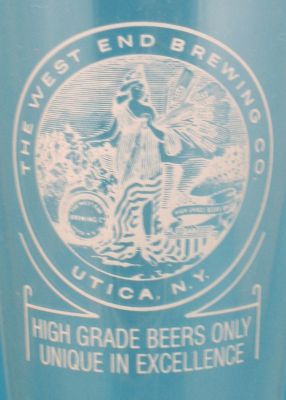 THE WEST END BREWING CO.
UTICA, N.Y.
HIGH GRADE BEERS ONLY
UNIQUE IN EXCELLENCE